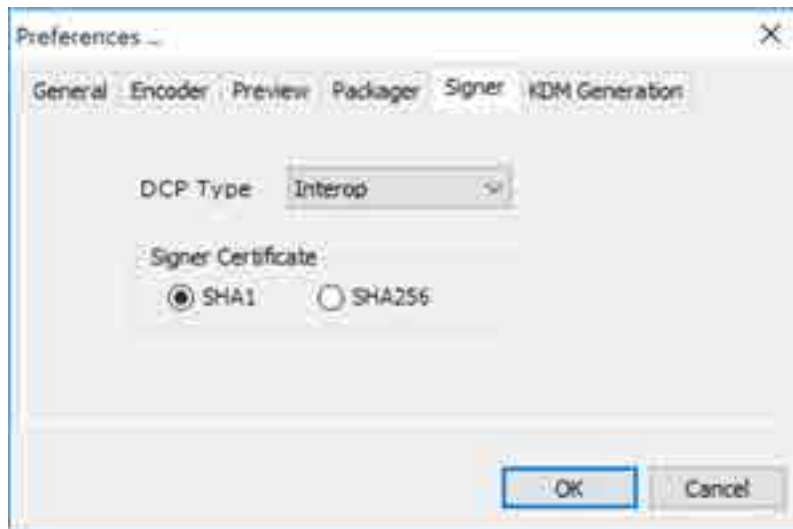 Preferences ...
General Encoder Preview Packager Signer KDM Generation
DCP Type Interop
Signer Certificate
SHA1 SHA256
OK Cancel